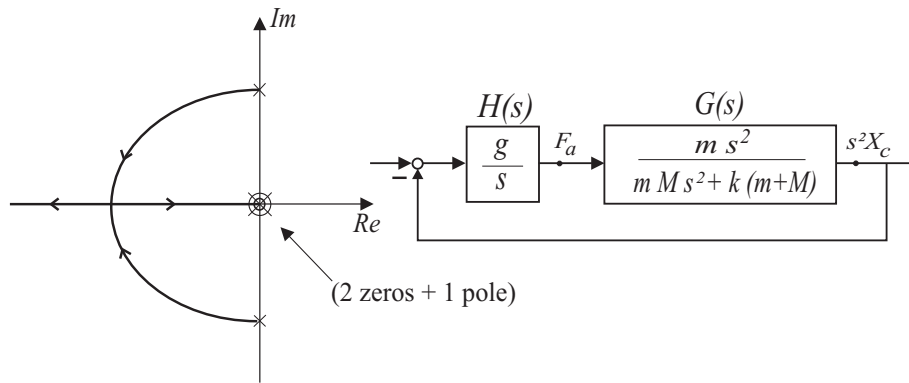 Im
Re
(2 zeros + 1 pole)
H(s)
g
s
F_a
G(s)
m s²
m M s² + k (m+M)
s²X_c
−